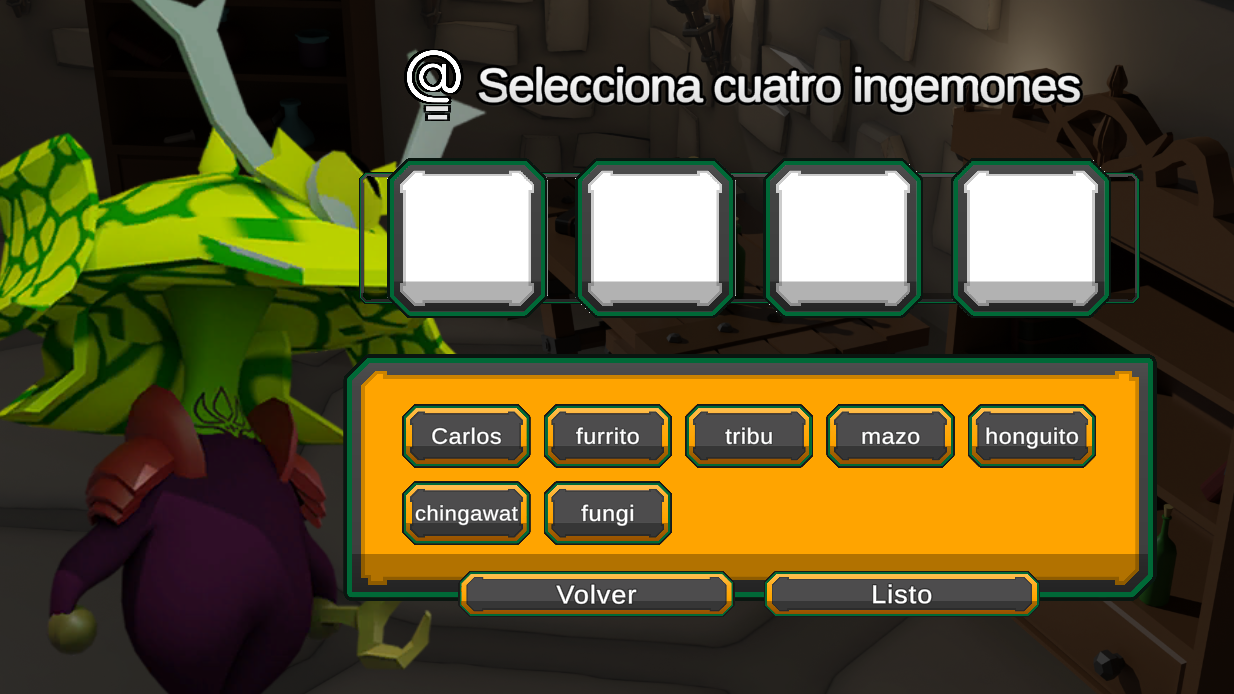 Selecciona cuatro ingemones
Carlos furrito tribu mazo honguito
chingawat fungi
Volver Listo